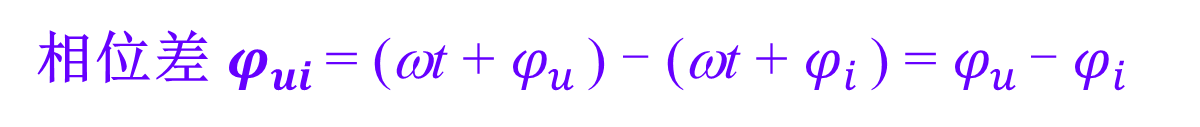 相位差 φui = (ωt + φu) − (ωt + φi) = φu − φi